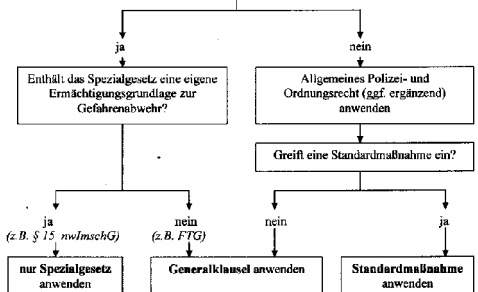 ja
nein
Enthält das Spezialgesetz eine eigene
Ermächtigungsgrundlage zur
Gefahrenabwehr?
Allgemeines Polizei- und
Ordnungsrecht (ggf. ergänzend)
anwenden
Greift eine Standardmaßnahme ein?
ja
(z.B. § 15 nwImschG)
nein
(z.B. FTG)
nein
ja
nur Spezialgesetz
anwenden
Generalklausel anwenden
Standardmaßnahme
anwenden